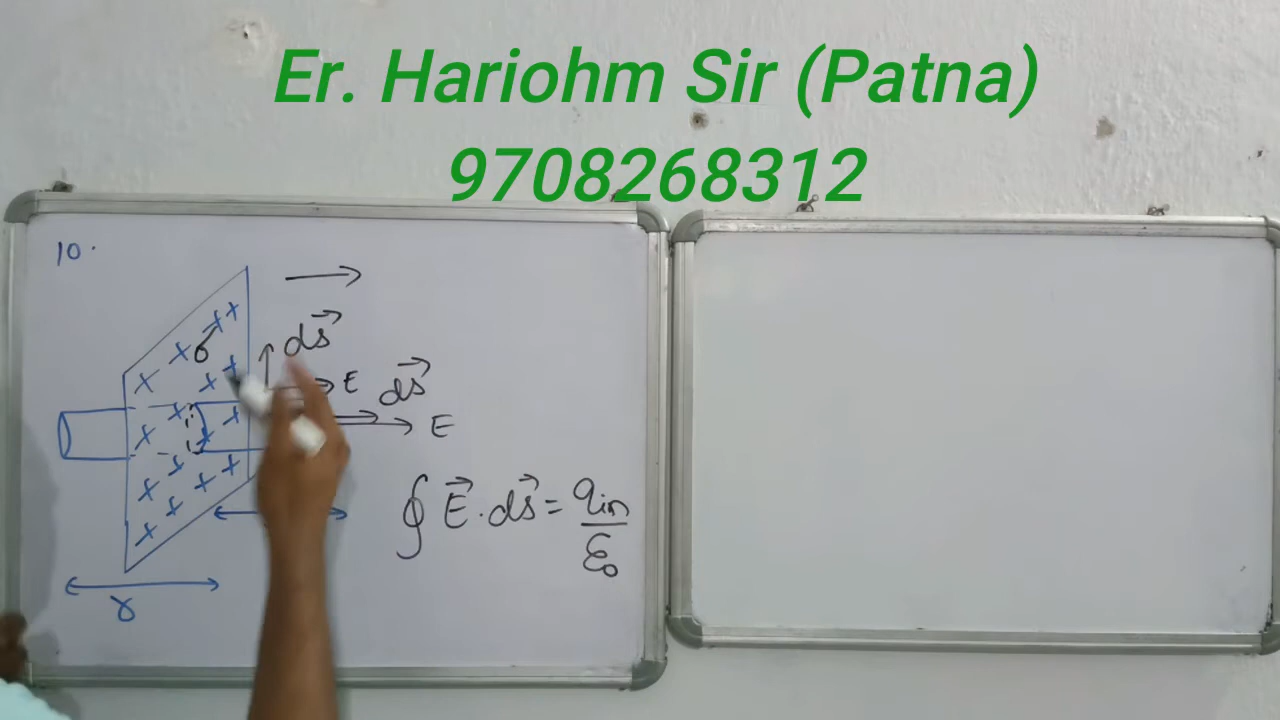 Er. Hariohm Sir (Patna)
9708268312
10.
σ
ds⃗
E
ds⃗
E
∮ E⃗ . ds⃗ = qin/ε₀
r